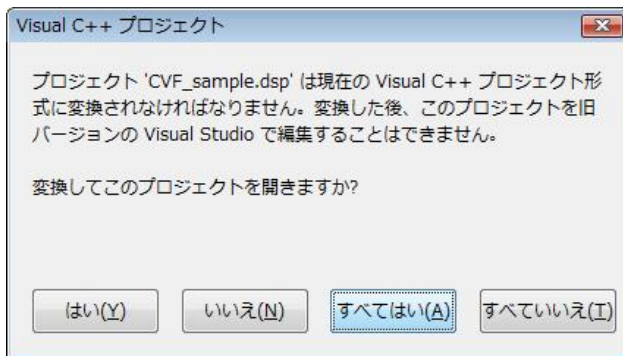 Visual C++ プロジェクト
プロジェクト 'CVF_sample.dsp' は現在の Visual C++ プロジェクト形
式に変換されなければなりません。変換した後、このプロジェクトを旧
バージョンの Visual Studio で編集することはできません。
変換してこのプロジェクトを開きますか?
はい(Y) いいえ(N) すべてはい(A) すべていいえ(T)